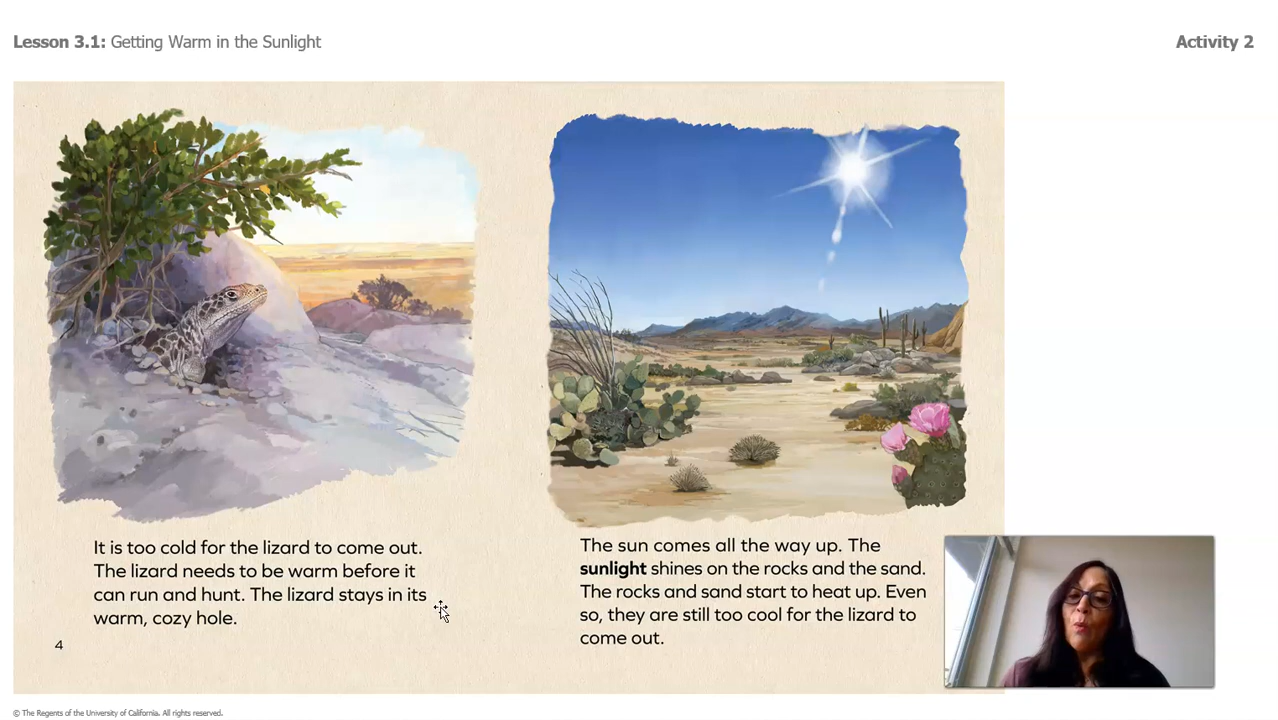 Lesson 3.1: Getting Warm in the Sunlight
Activity 2
It is too cold for the lizard to come out.
The lizard needs to be warm before it
can run and hunt. The lizard stays in its
warm, cozy hole.
4
The sun comes all the way up. The
sunlight shines on the rocks and the sand.
The rocks and sand start to heat up. Even
so, they are still too cool for the lizard to
come out.
© The Regents of the University of California. All rights reserved.